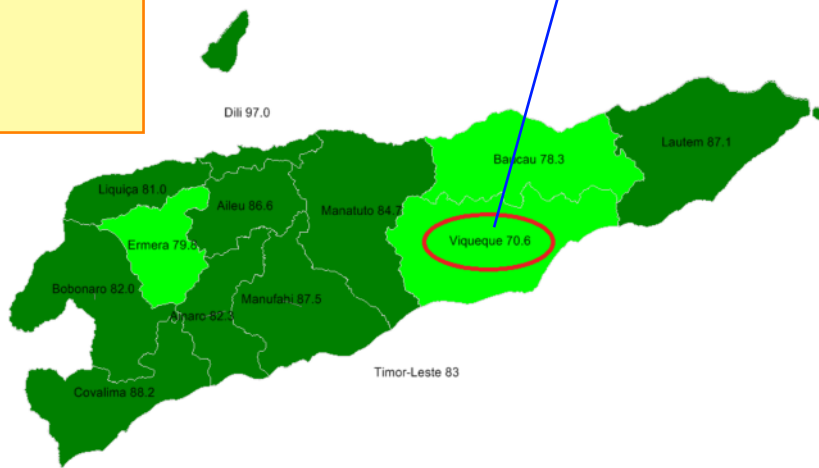 Dili 97.0
Lautem 87.1
Baucau 78.3
Liquiça 81.0
Aileu 86.6
Manatuto 84.7
Ermera 79.8
Viqueque 70.6
Bobonaro 82.0
Manufahi 87.5
Ainaro 82.3
Timor-Leste 83
Covalima 88.2